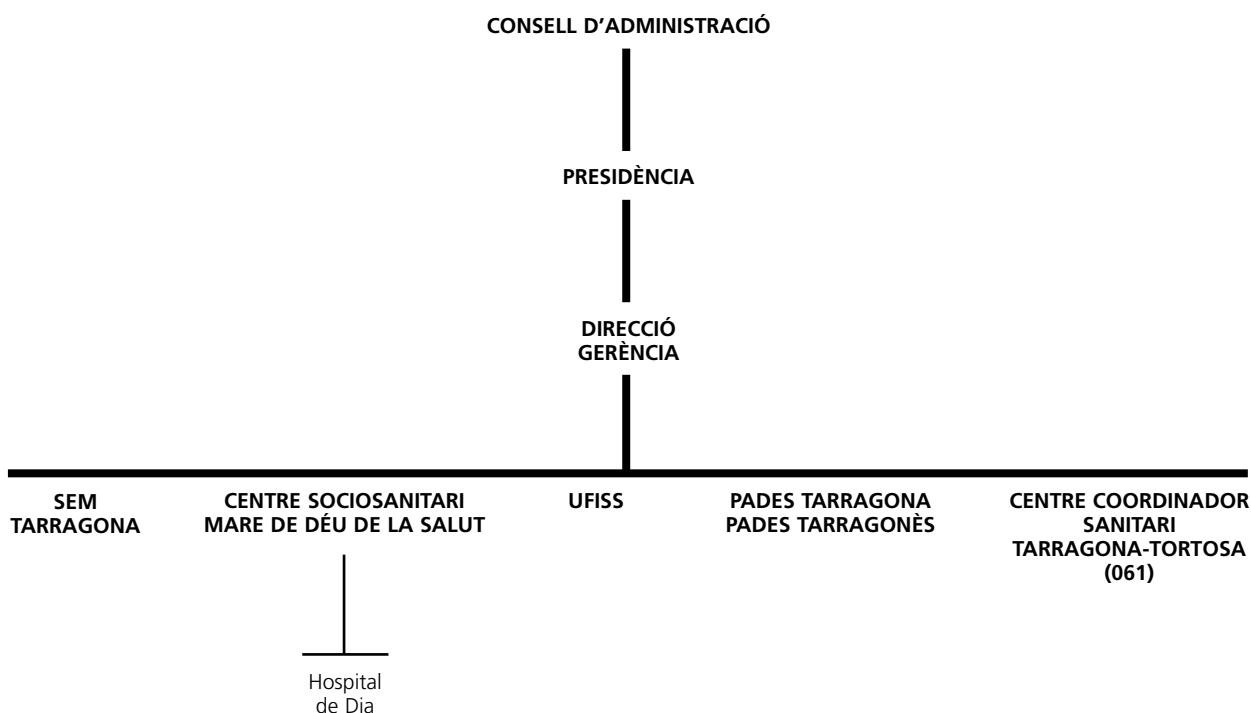 CONSELL D'ADMINISTRACIÓ
PRESIDÈNCIA
DIRECCIÓ
GERÈNCIA
SEM
TARRAGONA
CENTRE SOCIOSANITARI
MARE DE DÉU DE LA SALUT
UFISS
PADES TARRAGONA
PADES TARRAGONÈS
CENTRE COORDINADOR
SANITARI
TARRAGONA-TORTOSA
(061)
Hospital
de Dia